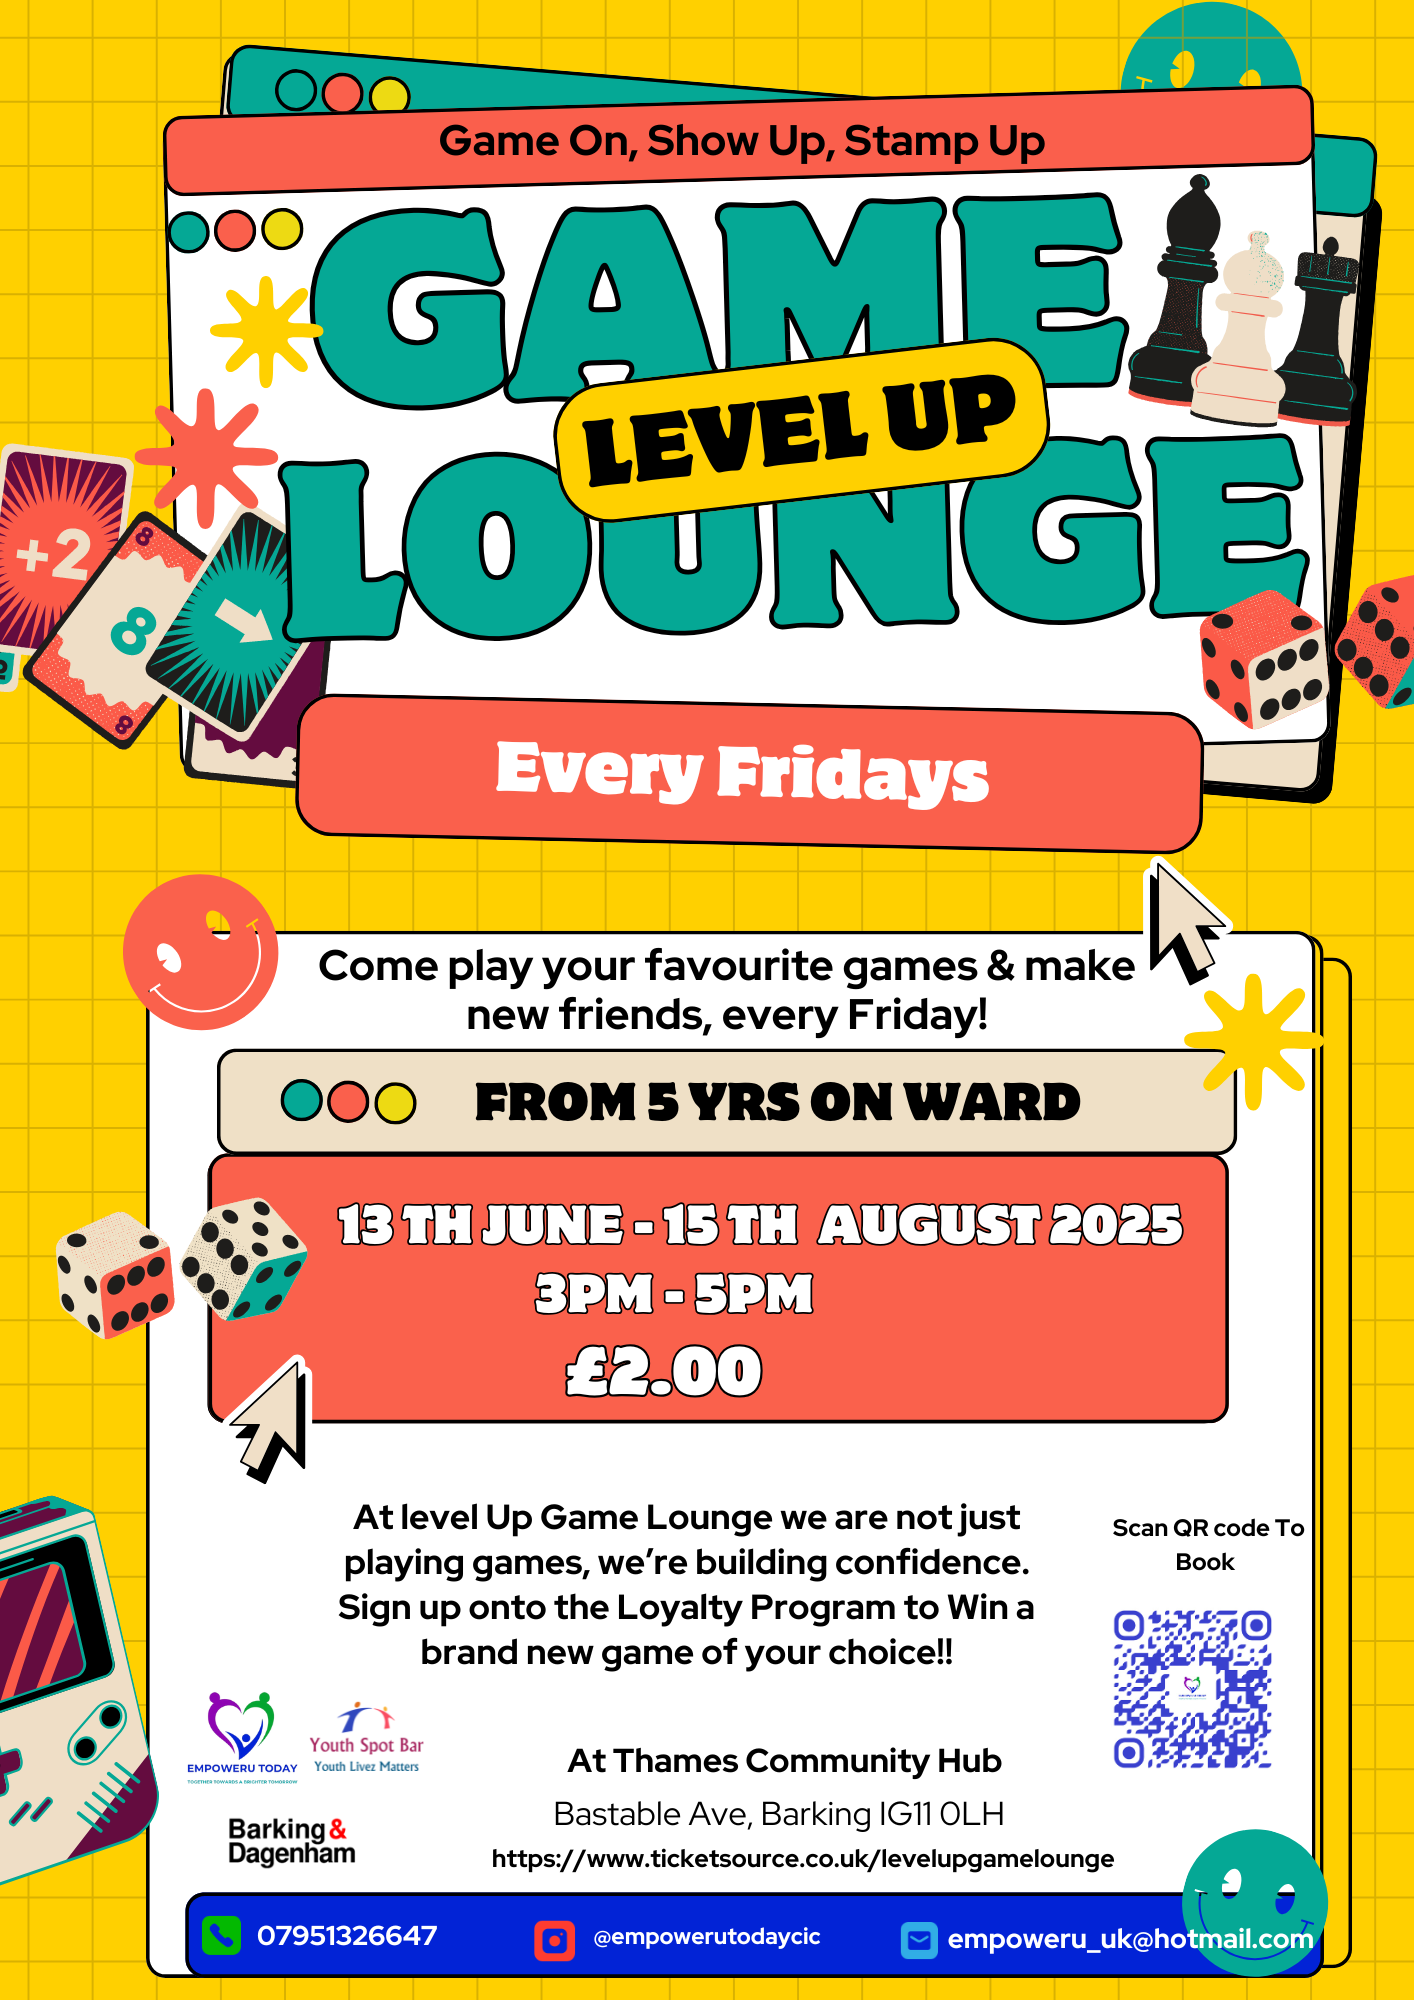 Game On, Show Up, Stamp Up
GAME
LEVEL UP
LOUNGE
+2
8
8
8
Every Fridays
Come play your favourite games & make
new friends, every Friday!
FROM 5 YRS ON WARD
13 TH JUNE - 15 TH AUGUST 2025
3PM - 5PM
£2.00
At level Up Game Lounge we are not just
playing games, we're building confidence.
Sign up onto the Loyalty Program to Win a
brand new game of your choice!!
Scan QR code To
Book
EMPOWERU TODAY
TOGETHER TOWARDS A BRIGHTER TOMORROW
Youth Spot Bar
Youth Livez Matters
Barking&
Dagenham
At Thames Community Hub
Bastable Ave, Barking IG11 0LH
https://www.ticketsource.co.uk/levelupgamelounge
07951326647
@empowerutodaycic
empoweru_uk@hotmail.com